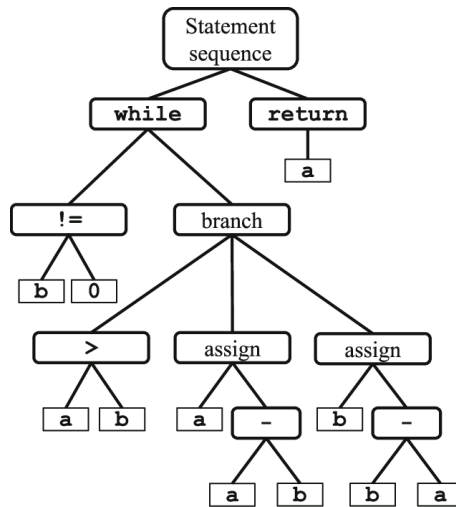 Statement
sequence
while return
a
!= branch
b 0
> assign assign
a b a - b -
a b b a